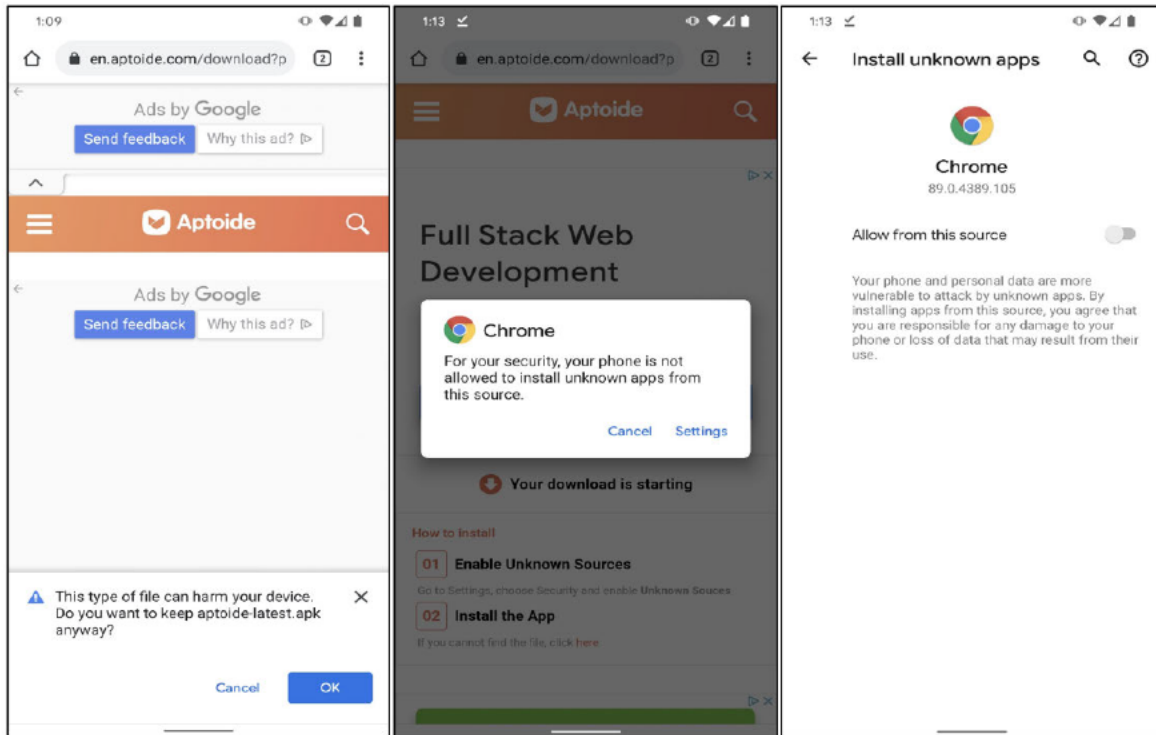 1:09
en.aptoide.com/download?p
2
Ads by Google
Send feedback Why this ad?
Aptoide
Ads by Google
Send feedback Why this ad?
This type of file can harm your device.
Do you want to keep aptoide-latest.apk
anyway?
Cancel OK
1:13
en.aptoide.com/download?p
2
Aptoide
Full Stack Web
Development
Chrome
For your security, your phone is not
allowed to install unknown apps from
this source.
Cancel Settings
Your download is starting
How to install
01 Enable Unknown Sources
Go to Settings, choose Security and enable Unknown Souces
02 Install the App
If you cannot find the file, click here
1:13
Install unknown apps
Chrome
89.0.4389.105
Allow from this source
Your phone and personal data are more
vulnerable to attack by unknown apps. By
installing apps from this source, you agree that
you are responsible for any damage to your
phone or loss of data that may result from their
use.